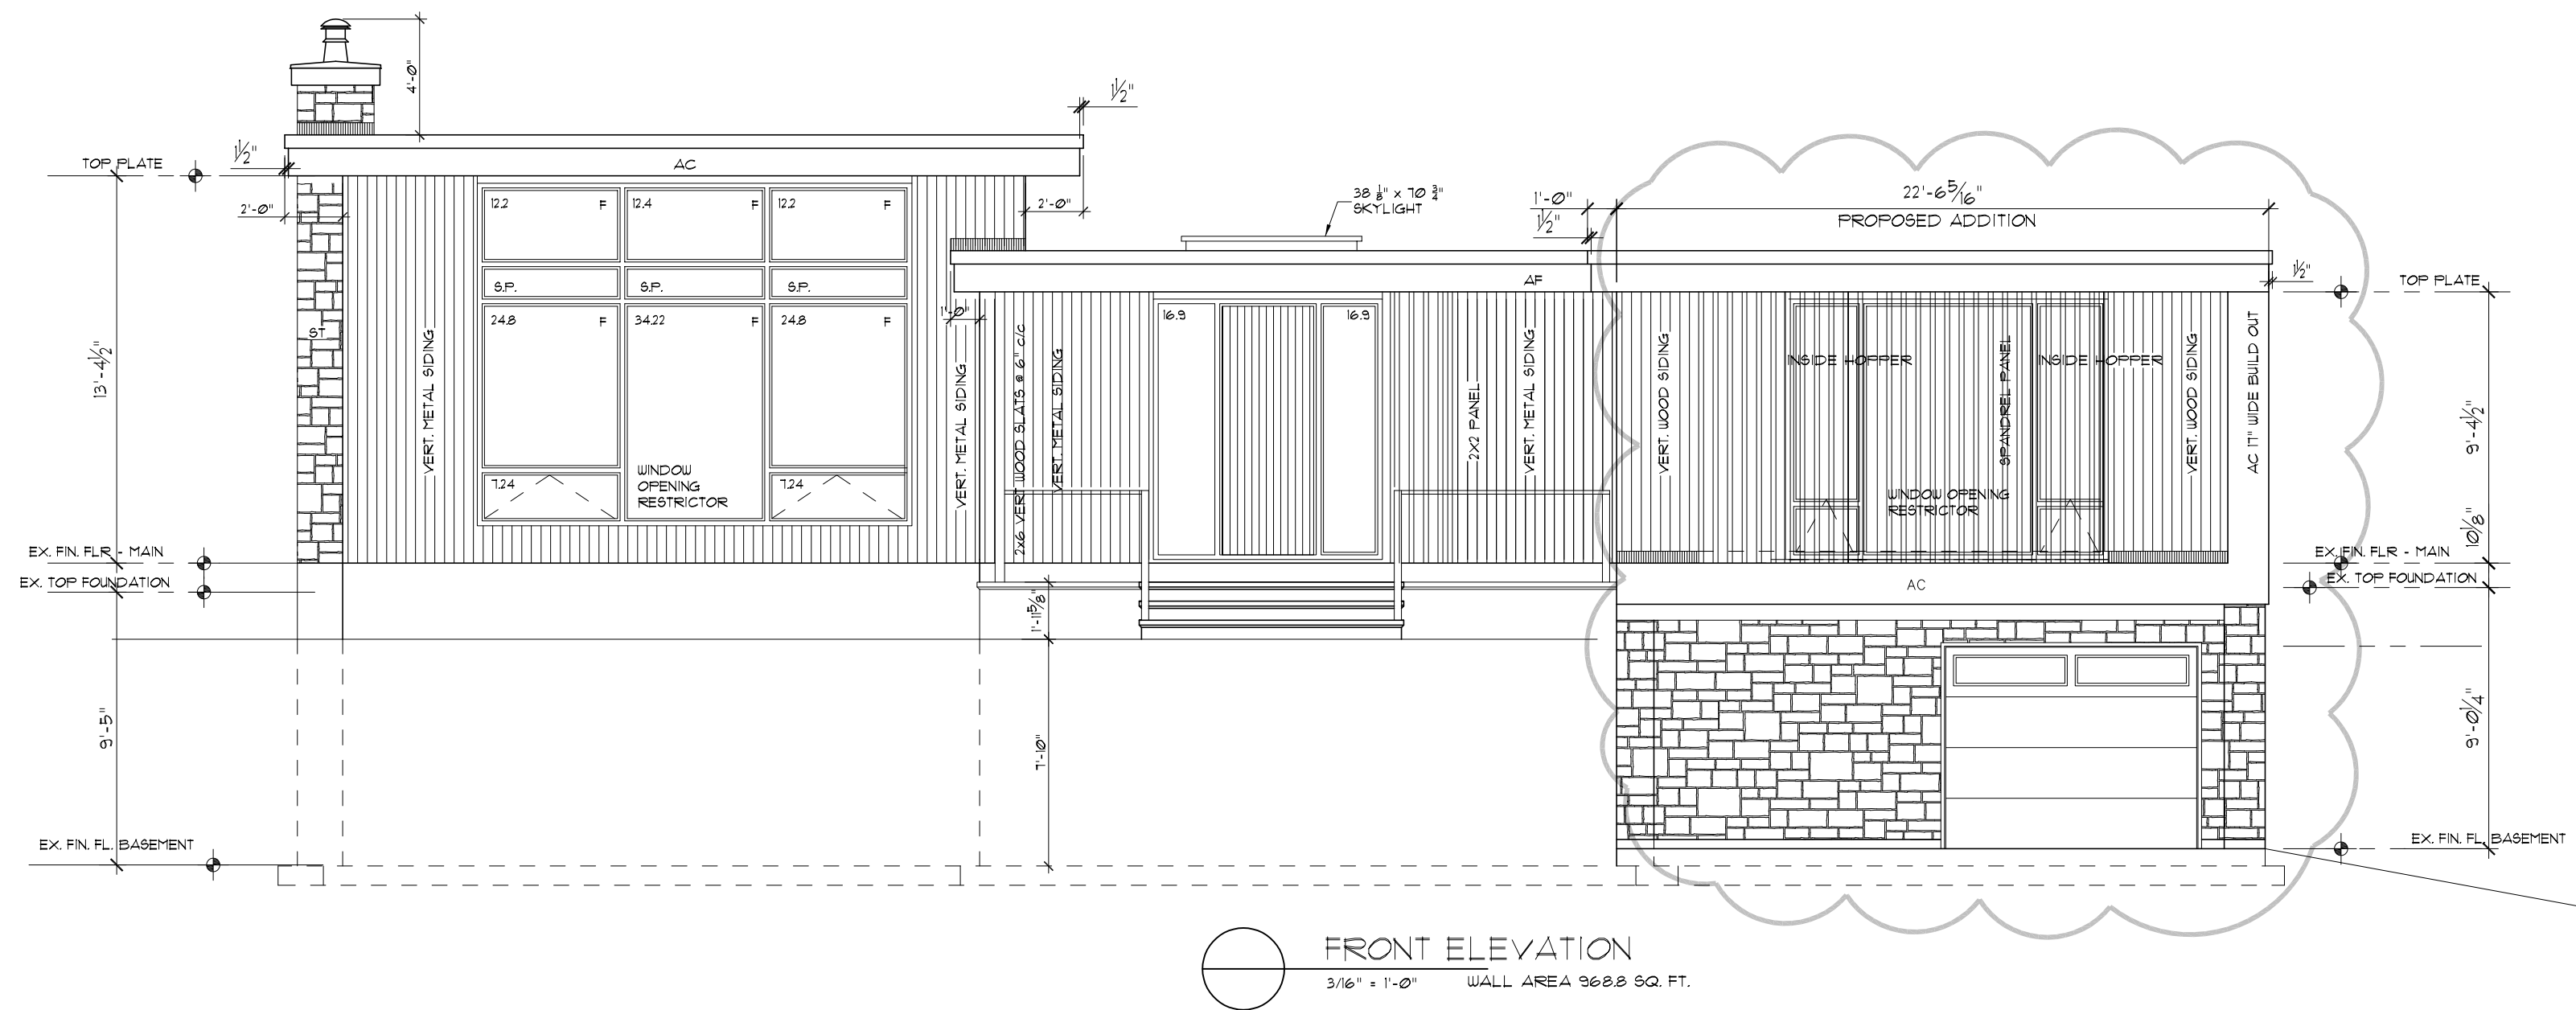 4'-0"
1 1/2"
1 1/2"
TOP PLATE
AC
2'-0"
2'-0"
38 1/8" x 70 3/4"
SKYLIGHT
1'-0"
1/2"
22'-6 5/16"
PROPOSED ADDITION
12.2 F
12.4 F
12.2 F
S.P.
S.P.
S.P.
AF
1/2"
TOP PLATE
24.8 F
34.22 F
24.8 F
1'-0"
16.9
16.9
ST
13'-4 1/2"
VERT. METAL SIDING
VERT. METAL SIDING
2x6 VERT WOOD SLATS @ 6" c/c
VERT. METAL SIDING
2X2 PANEL
VERT. METAL SIDING
VERT. WOOD SIDING
INSIDE HOPPER
SPANDREL PANEL
INSIDE HOPPER
VERT. WOOD SIDING
AC 17" WIDE BUILD OUT
9'-4 1/2"
7.24
WINDOW
OPENING
RESTRICTOR
7.24
WINDOW OPENING
RESTRICTOR
10 1/8"
EX. FIN. FLR - MAIN
EX. FIN. FLR - MAIN
EX. TOP FOUNDATION
EX. TOP FOUNDATION
AC
1'-11 5/8"
9'-5"
7'-10"
9'-0 1/4"
EX. FIN. FL. BASEMENT
EX. FIN. FL. BASEMENT
FRONT ELEVATION
3/16" = 1'-0" WALL AREA 968.8 SQ. FT.